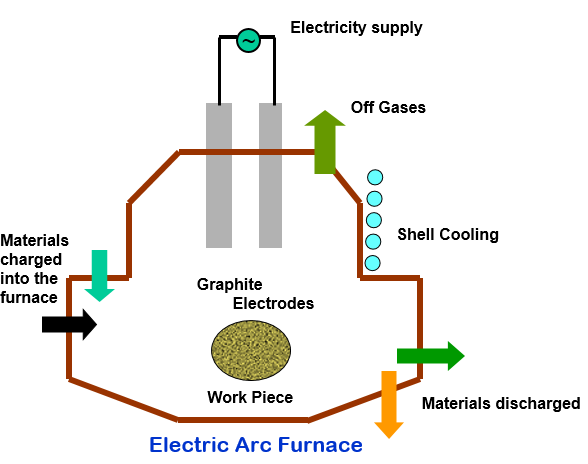 Electricity supply
~
Off Gases
Materials
charged
into the
furnace
Shell Cooling
Graphite
Electrodes
Work Piece
Materials discharged
Electric Arc Furnace